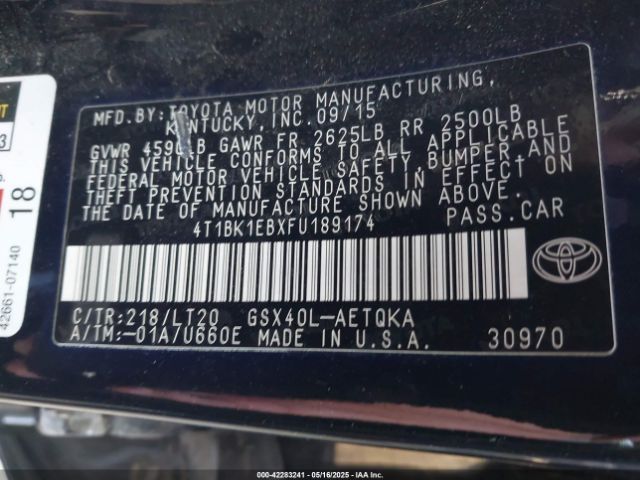 MFD.BY:TOYOTA MOTOR MANUFACTURING,
KENTUCKY,INC.09/15
GVWR GAWR FR 2625LB RR 2500LB
THIS VEHICLE CONFORMS TO ALL APPLICABLE
FEDERAL MOTOR VEHICLE SAFETY,BUMPER,AND
THEFT PREVENTION STANDARDS IN EFFECT ON
THE DATE OF MANUFACTURE SHOWN ABOVE.
4T1BK1EBXFU189174 PASS.CAR
C/TR:218/LT20 GSX40L-AETQKA
A/TM:-01A/U660E MADE IN U.S.A. 30970
42661-07140
18
000-42283241) - 05/16/2025 - IAA Inc.